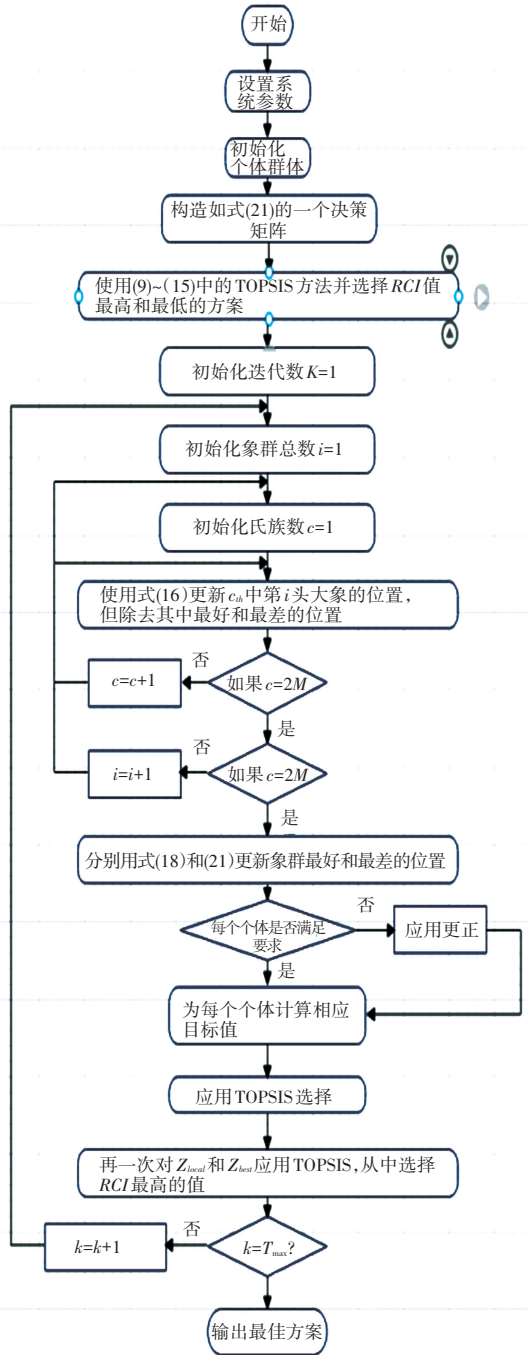 开始
设置系
统参数
初始化
个体群体
构造如式(21)的一个决策
矩阵
使用(9)~(15)中的TOPSIS方法并选择RCI值
最高和最低的方案
初始化迭代数K=1
初始化象群总数i=1
初始化氏族数c=1
使用式(16)更新c_th中第i头大象的位置，
但除去其中最好和最差的位置
否
c=c+1
如果c=2M
是
否
i=i+1
如果c=2M
是
分别用式(18)和(21)更新象群最好和最差的位置
每个个体是否满足
要求
否
应用更正
是
为每个个体计算相应
目标值
应用TOPSIS选择
再一次对Z_local和Z_best应用TOPSIS,从中选择
RCI最高的值
否
k=k+1
k=T_max?
输出最佳方案